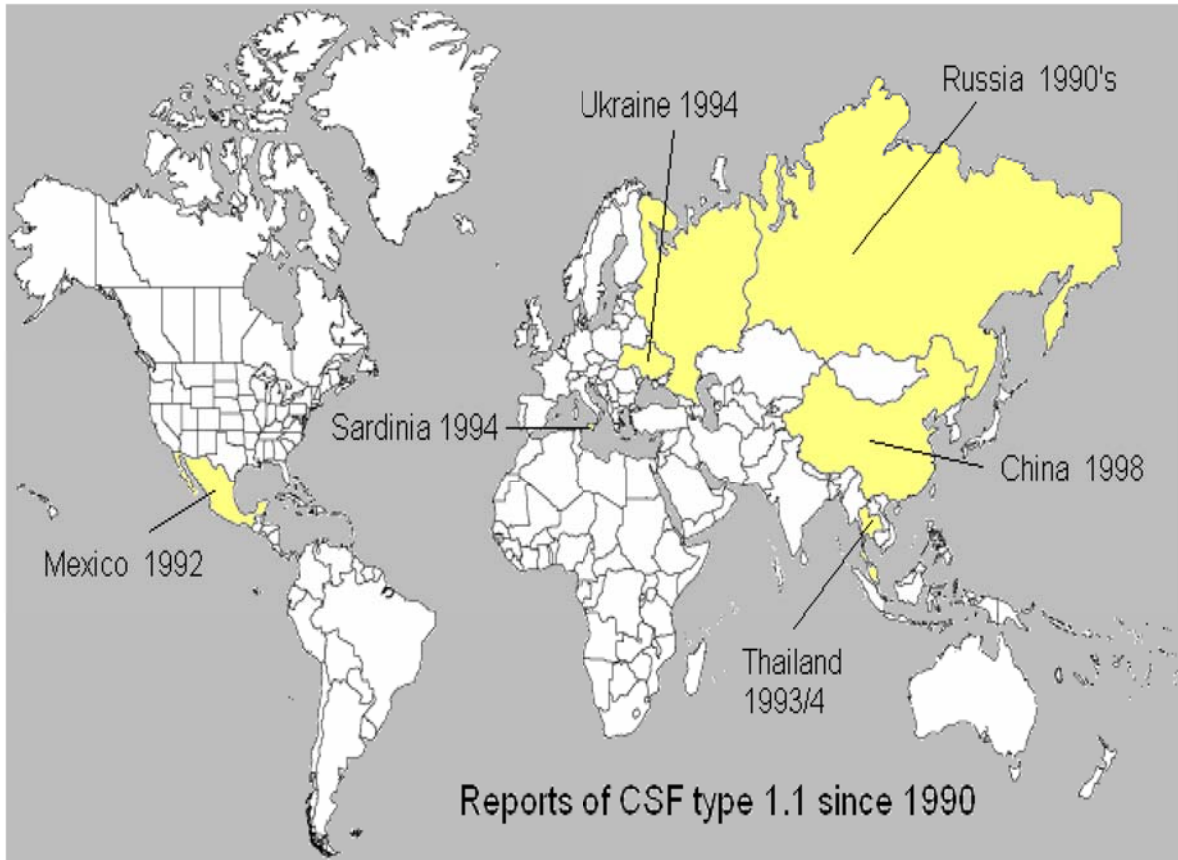 Russia 1990's
Ukraine 1994
Sardinia 1994
China 1998
Mexico 1992
Thailand
1993/4
Reports of CSF type 1.1 since 1990